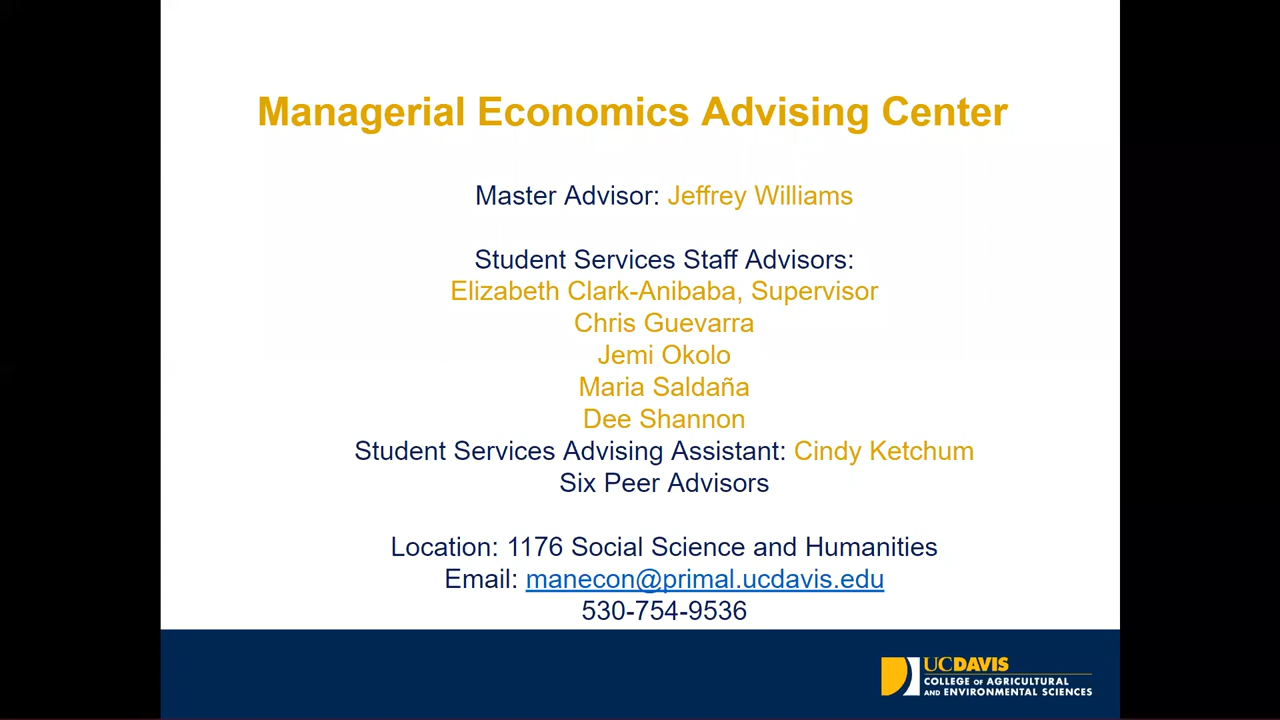 Managerial Economics Advising Center
Master Advisor: Jeffrey Williams
Student Services Staff Advisors:
Elizabeth Clark-Anibaba, Supervisor
Chris Guevarra
Jemi Okolo
Maria Saldaña
Dee Shannon
Student Services Advising Assistant: Cindy Ketchum
Six Peer Advisors
Location: 1176 Social Science and Humanities
Email: manecon@primal.ucdavis.edu
530-754-9536
UCDAVIS
COLLEGE OF AGRICULTURAL
AND ENVIRONMENTAL SCIENCES